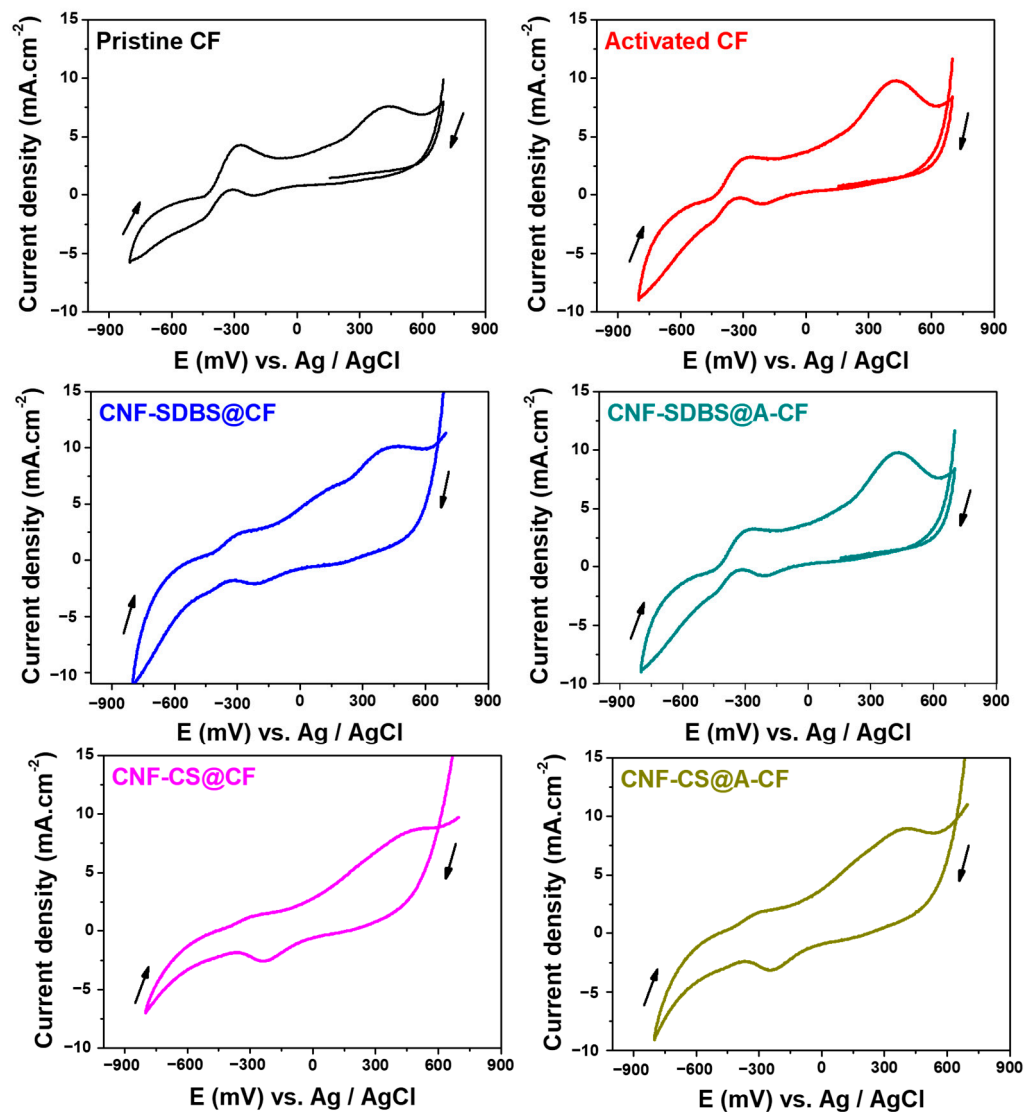 Pristine CF
Current density (mA.cm⁻²)
15
10
5
0
−5
−10
−900 −600 −300 0 300 600 900
E (mV) vs. Ag / AgCl
Activated CF
Current density (mA.cm⁻²)
15
10
5
0
−5
−10
−900 −600 −300 0 300 600 900
E (mV) vs. Ag / AgCl
CNF-SDBS@CF
Current density (mA.cm⁻²)
15
10
5
0
−5
−10
−900 −600 −300 0 300 600 900
E (mV) vs. Ag / AgCl
CNF-SDBS@A-CF
Current density (mA.cm⁻²)
15
10
5
0
−5
−10
−900 −600 −300 0 300 600 900
E (mV) vs. Ag / AgCl
CNF-CS@CF
Current density (mA.cm⁻²)
15
10
5
0
−5
−10
−900 −600 −300 0 300 600 900
E (mV) vs. Ag / AgCl
CNF-CS@A-CF
Current density (mA.cm⁻²)
15
10
5
0
−5
−10
−900 −600 −300 0 300 600 900
E (mV) vs. Ag / AgCl